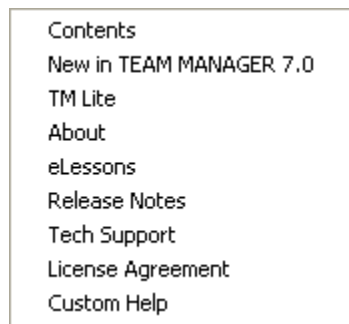 Contents
New in TEAM MANAGER 7.0
TM Lite
About
eLessons
Release Notes
Tech Support
License Agreement
Custom Help